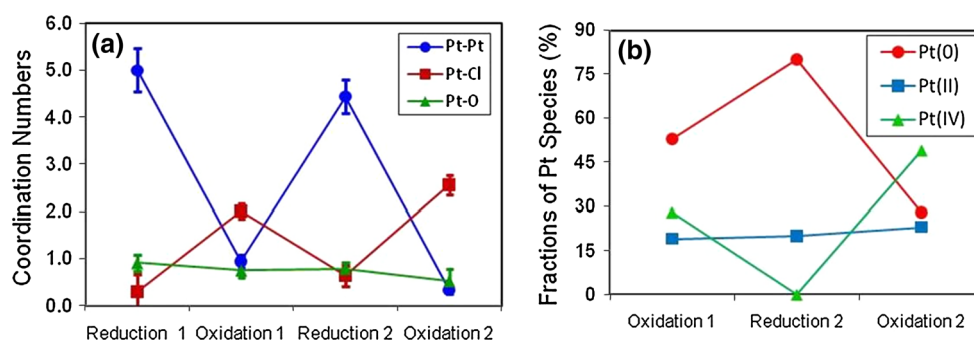 (a)
Coordination Numbers
6.0
5.0
4.0
3.0
2.0
1.0
0.0
Pt-Pt
Pt-Cl
Pt-O
Reduction 1 Oxidation 1 Reduction 2 Oxidation 2
(b)
Fractions of Pt Species (%)
90
75
60
45
30
15
0
Pt(O)
Pt(II)
Pt(IV)
Oxidation 1 Reduction 2 Oxidation 2